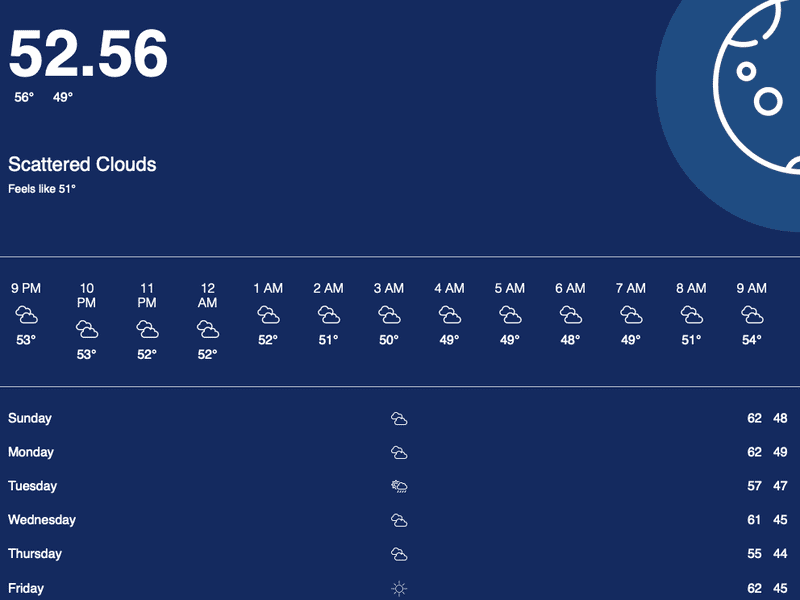 52.56
56° 49°
Scattered Clouds
Feels like 51°
9 PM 10 PM 11 PM 12 AM 1 AM 2 AM 3 AM 4 AM 5 AM 6 AM 7 AM 8 AM 9 AM
53° 53° 52° 52° 52° 51° 50° 49° 49° 48° 49° 51° 54°
Sunday 62 48
Monday 62 49
Tuesday 57 47
Wednesday 61 45
Thursday 55 44
Friday 62 45